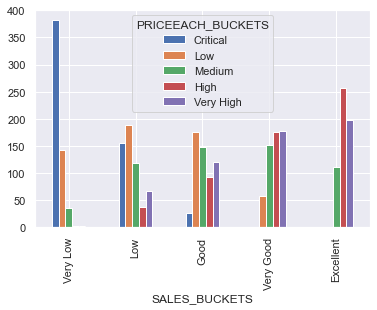 400
350
300
250
200
150
100
50
0
PRICEEACH_BUCKETS
Critical
Low
Medium
High
Very High
Very Low
Low
Good
Very Good
Excellent
SALES_BUCKETS